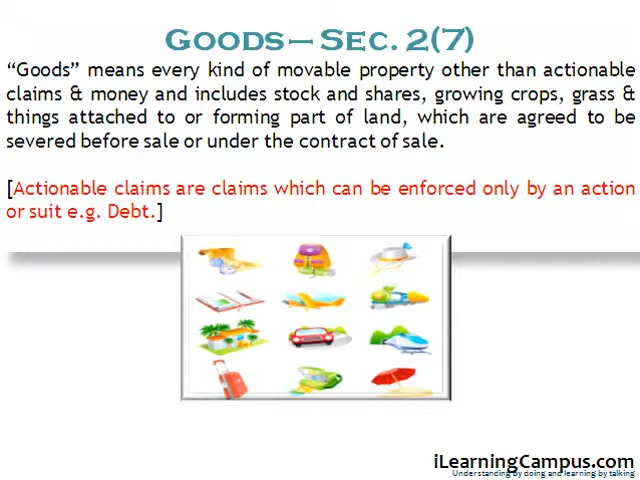 GOODS – SEC. 2(7)
“Goods” means every kind of movable property other than actionable
claims & money and includes stock and shares, growing crops, grass &
things attached to or forming part of land, which are agreed to be
severed before sale or under the contract of sale.
[Actionable claims are claims which can be enforced only by an action
or suit e.g. Debt.]
iLearningCampus.com
Understanding by doing and learning by talking